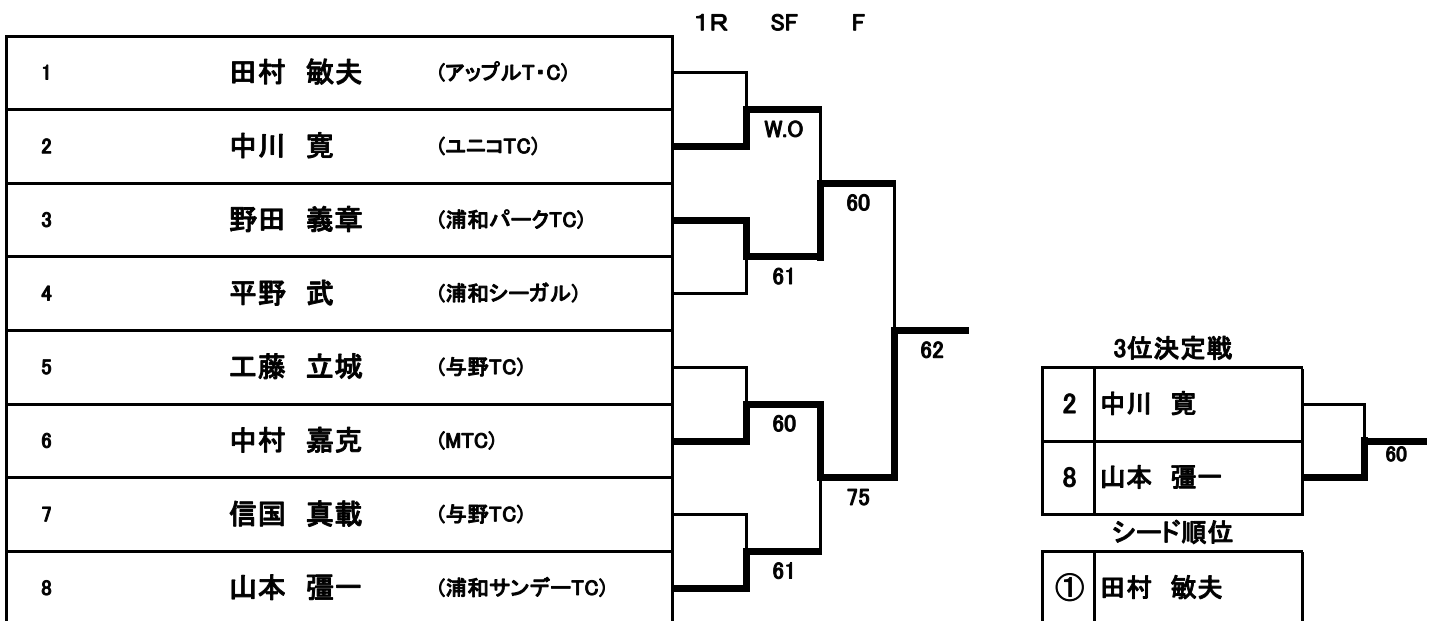 1R SF F
1 田村 敏夫 (アップルT・C)
W.O
2 中川 寛 (ユニコTC)
60
3 野田 義章 (浦和パークTC)
61
4 平野 武 (浦和シーガル)
62
5 工藤 立城 (与野TC)
60
6 中村 嘉克 (MTC)
75
7 信国 真載 (与野TC)
61
8 山本 彊一 (浦和サンデーTC)
3位決定戦
2 中川 寛
60
8 山本 彊一
シード順位
① 田村 敏夫